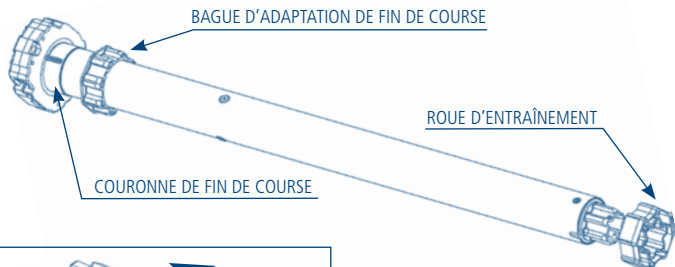 BAGUE D’ADAPTATION DE FIN DE COURSE
ROUE D’ENTRAÎNEMENT
COURONNE DE FIN DE COURSE